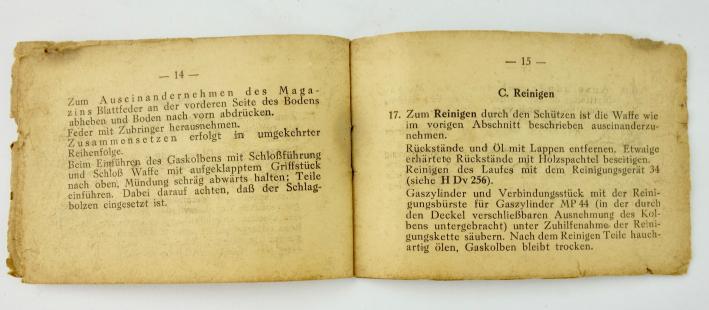 — 14 —
Zum Auseinandernehmen des Maga-
zins Blattfeder an der vorderen Seite des Bodens
abheben und Boden nach vorn abdrücken.
Feder mit Zubringer herausnehmen.
Zusammensetzen erfolgt in umgekehrter
Reihenfolge.
Beim Einführen des Gaskolbens mit Schloßführung
und Schloß Waffe mit aufgeklapptem Griffstück
nach oben, Mündung schräg abwärts halten; Teile
einführen. Dabei darauf achten, daß der Schlag-
bolzen eingesetzt ist.
— 15 —
C. Reinigen
17. Zum Reinigen durch den Schützen ist die Waffe wie
im vorigen Abschnitt beschrieben auseinanderzu-
nehmen.
Rückstände und Öl mit Lappen entfernen. Etwaige
erhärtete Rückstände mit Holzspachtel beseitigen.
Reinigen des Laufes mit dem Reinigungsgerät 34
(siehe H Dv 256).
Gaszylinder und Verbindungsstück mit der Reini-
gungsbürste für Gaszylinder MP 44 (in der durch
den Deckel verschließbaren Ausnehmung des Kol-
bens untergebracht) unter Zuhilfenahme der Reini-
gungskette säubern. Nach dem Reinigen Teile hauch-
artig ölen, Gaskolben bleibt trocken.